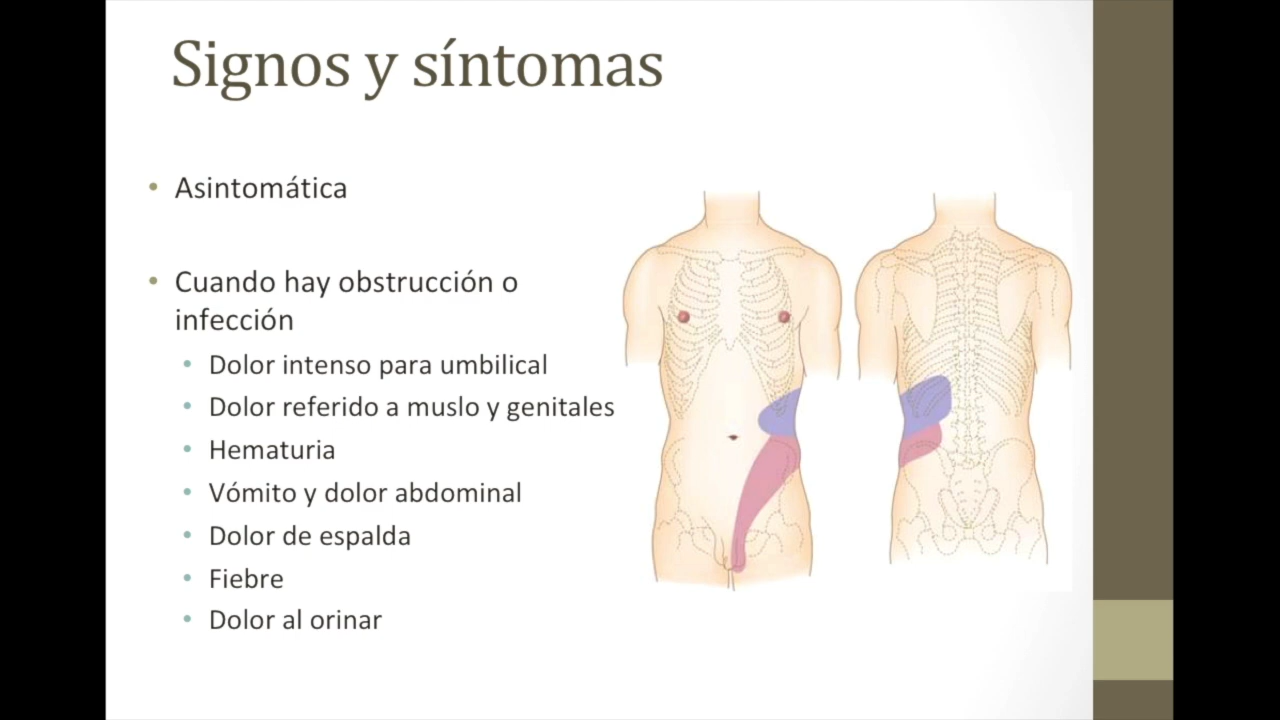 Signos y síntomas
• Asintomática
• Cuando hay obstrucción o
infección
• Dolor intenso para umbilical
• Dolor referido a muslo y genitales
• Hematuria
• Vómito y dolor abdominal
• Dolor de espalda
• Fiebre
• Dolor al orinar